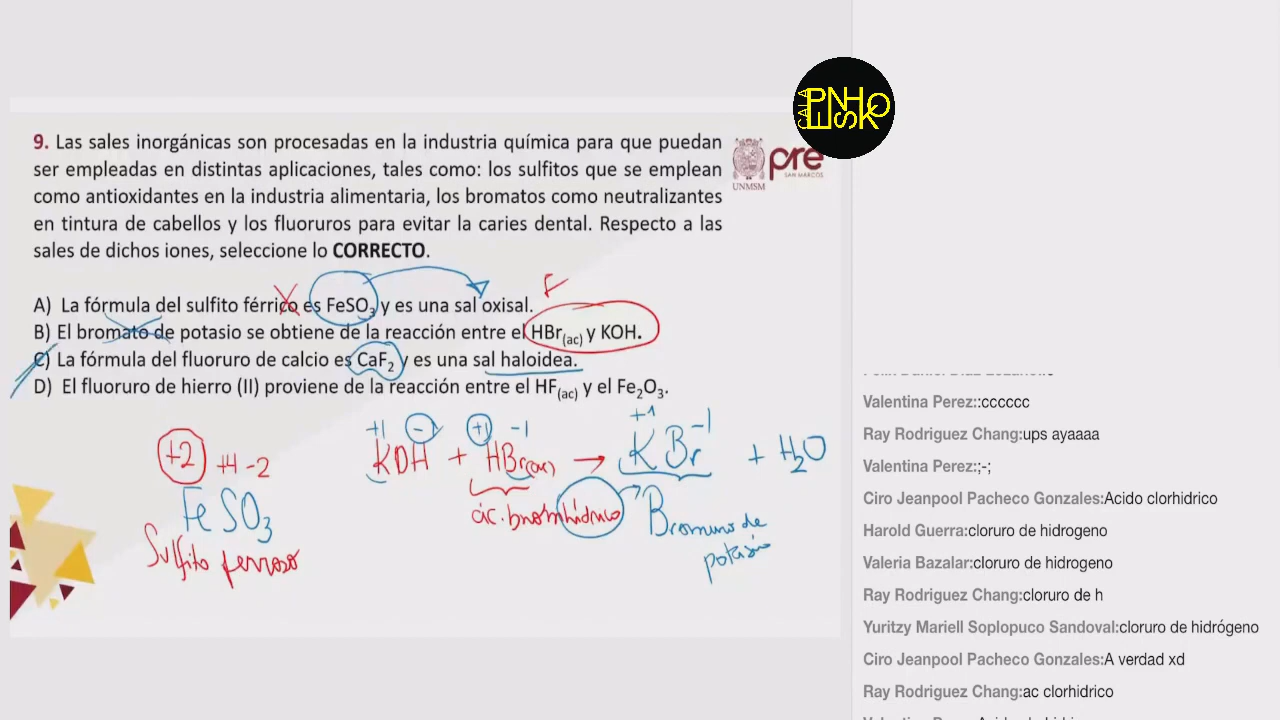 CALA
PNHO
ESK
9. Las sales inorgánicas son procesadas en la industria química para que puedan
ser empleadas en distintas aplicaciones, tales como: los sulfitos que se emplean
como antioxidantes en la industria alimentaria, los bromatos como neutralizantes
en tintura de cabellos y los fluoruros para evitar la caries dental. Respecto a las
sales de dichos iones, seleccione lo CORRECTO.
UNMSM
pre
SAN MARCOS
A) La fórmula del sulfito férrico es FeSO₃ y es una sal oxisal.
F
B) El bromato de potasio se obtiene de la reacción entre el HBr(ac) y KOH.
C) La fórmula del fluoruro de calcio es CaF₂ y es una sal haloidea.
D) El fluoruro de hierro (II) proviene de la reacción entre el HF(ac) y el Fe₂O₃.
+2 +4 -2
FeSO₃
Sulfito ferroso
+1 - +1 -1 +1 -1
KOH + HBr(ac) → K Br + H₂O
ác. bromhídrico
Bromuro de
potasio
Valentina Perez::cccccc
Ray Rodriguez Chang:ups ayaaaa
Valentina Perez:;-;
Ciro Jeanpool Pacheco Gonzales:Acido clorhidrico
Harold Guerra:cloruro de hidrogeno
Valeria Bazalar:cloruro de hidrogeno
Ray Rodriguez Chang:cloruro de h
Yuritzy Mariell Soplopuco Sandoval:cloruro de hidrógeno
Ciro Jeanpool Pacheco Gonzales:A verdad xd
Ray Rodriguez Chang:ac clorhidrico